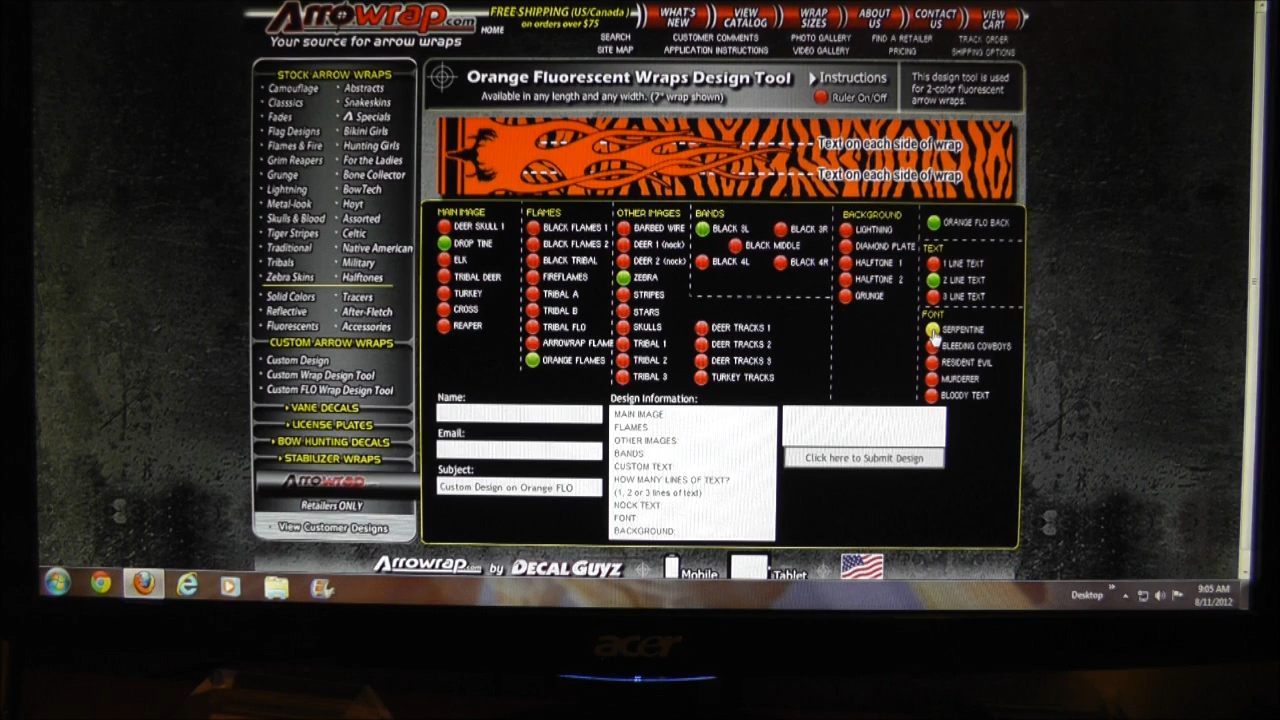 Arrowrap.com
Your source for arrow wraps
FREE SHIPPING (US/Canada)
on orders over $75
HOME
WHAT'S NEW
VIEW CATALOG
WRAP SIZES
ABOUT US
CONTACT US
VIEW CART
SEARCH
CUSTOMER COMMENTS
PHOTO GALLERY
FIND A RETAILER
TRACK ORDER
SITE MAP
APPLICATION INSTRUCTIONS
VIDEO GALLERY
PRICING
SHIPPING OPTIONS
STOCK ARROW WRAPS
Camouflage
Abstracts
Classics
Snakeskins
Fades
Specials
Flag Designs
Bikini Girls
Flames & Fire
Hunting Girls
Grim Reapers
For the Ladies
Grunge
Bone Collector
Lightning
BowTech
Metal-look
Hoyt
Skulls & Blood
Assorted
Tiger Stripes
Celtic
Traditional
Native American
Tribals
Military
Zebra Skins
Halftones
Solid Colors
Tracers
Reflective
After-Fletch
Fluorescents
Accessories
CUSTOM ARROW WRAPS
Custom Design
Custom Wrap Design Tool
Custom FLO Wrap Design Tool
VANE DECALS
LICENSE PLATES
BOW HUNTING DECALS
STABILIZER WRAPS
Arrowrap
Retailers ONLY
View Customer Designs
Orange Fluorescent Wraps Design Tool
Available in any length and any width. (7" wrap shown)
Instructions
Ruler On/Off
This design tool is used
for 2-color fluorescent
arrow wraps.
Text on each side of wrap
Text on each side of wrap
MAIN IMAGE
DEER SKULL 1
DROP TINE
ELK
TRIBAL DEER
TURKEY
CROSS
REAPER
FLAMES
BLACK FLAMES 1
BLACK FLAMES 2
BLACK TRIBAL
FIREFLAMES
TRIBAL A
TRIBAL B
TRIBAL FLO
ARROWRAP FLAME
ORANGE FLAMES
OTHER IMAGES
BARBED WIRE
DEER 1 (nock)
DEER 2 (nock)
ZEBRA
STRIPES
STARS
SKULLS
TRIBAL 1
TRIBAL 2
TRIBAL 3
BANDS
BLACK 3L
BLACK 3R
BLACK MIDDLE
BLACK 4L
BLACK 4R
DEER TRACKS 1
DEER TRACKS 2
DEER TRACKS 3
TURKEY TRACKS
BACKGROUND
LIGHTNING
DIAMOND PLATE
HALFTONE 1
HALFTONE 2
GRUNGE
ORANGE FLO BACK
TEXT
1 LINE TEXT
2 LINE TEXT
3 LINE TEXT
FONT
SERPENTINE
BLEEDING COWBOYS
RESIDENT EVIL
MURDERER
BLOODY TEXT
Name:
Email:
Subject:
Custom Design on Orange FLO
Design Information:
MAIN IMAGE
FLAMES
OTHER IMAGES
BANDS
CUSTOM TEXT
HOW MANY LINES OF TEXT?
(1, 2 or 3 lines of text)
NOCK TEXT
FONT
BACKGROUND:
Click here to Submit Design
Arrowrap.com by DECAL GUYZ
Mobile
Tablet
Desktop
9:05 AM
8/11/2012
acer